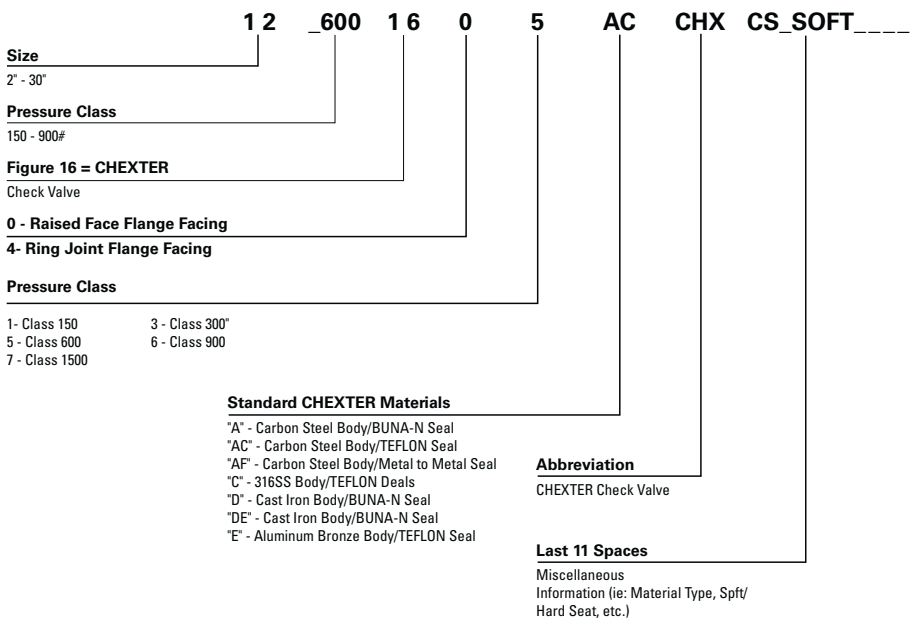 1 2 _600 1 6 0 5 AC CHX CS_SOFT_ _ _ _
Size
2" - 30"
Pressure Class
150 - 900#
Figure 16 = CHEXTER
Check Valve
0 - Raised Face Flange Facing
4- Ring Joint Flange Facing
Pressure Class
1- Class 150 3 - Class 300"
5 - Class 600 6 - Class 900
7 - Class 1500
Standard CHEXTER Materials
"A" - Carbon Steel Body/BUNA-N Seal
"AC" - Carbon Steel Body/TEFLON Seal
"AF" - Carbon Steel Body/Metal to Metal Seal
"C" - 316SS Body/TEFLON Deals
"D" - Cast Iron Body/BUNA-N Seal
"DE" - Cast Iron Body/BUNA-N Seal
"E" - Aluminum Bronze Body/TEFLON Seal
Abbreviation
CHEXTER Check Valve
Last 11 Spaces
Miscellaneous
Information (ie: Material Type, Spft/
Hard Seat, etc.)